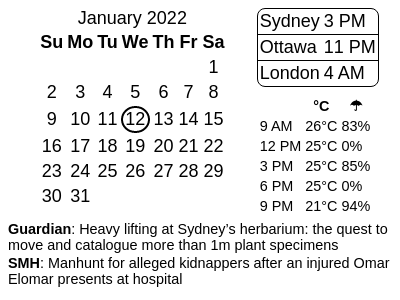 January 2022
Su Mo Tu We Th Fr Sa
1
2 3 4 5 6 7 8
9 10 11 12 13 14 15
16 17 18 19 20 21 22
23 24 25 26 27 28 29
30 31
Sydney 3 PM
Ottawa 11 PM
London 4 AM
°C ☂
9 AM 26°C 83%
12 PM 25°C 0%
3 PM 25°C 85%
6 PM 25°C 0%
9 PM 21°C 94%
Guardian: Heavy lifting at Sydney’s herbarium: the quest to
move and catalogue more than 1m plant specimens
SMH: Manhunt for alleged kidnappers after an injured Omar
Elomar presents at hospital